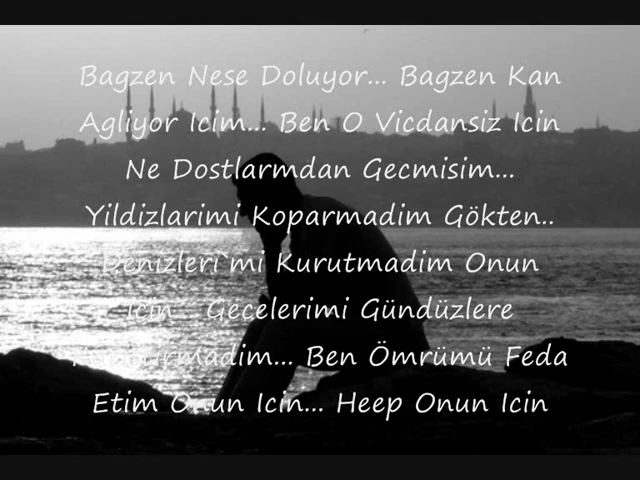 Bagzen Nese Doluyor... Bagzen Kan
Agliyor Icim... Ben O Vicdansiz Icin
Ne Dostlarmdan Gecmisim...
Yildizlarimi Koparmadim Gökten..
Denizleri`mi Kurutmadim Onun
Icin... Gecelerimi Gündüzlere
... Ben Ömrümü Feda
Etim Onun Icin... Heep Onun Icin